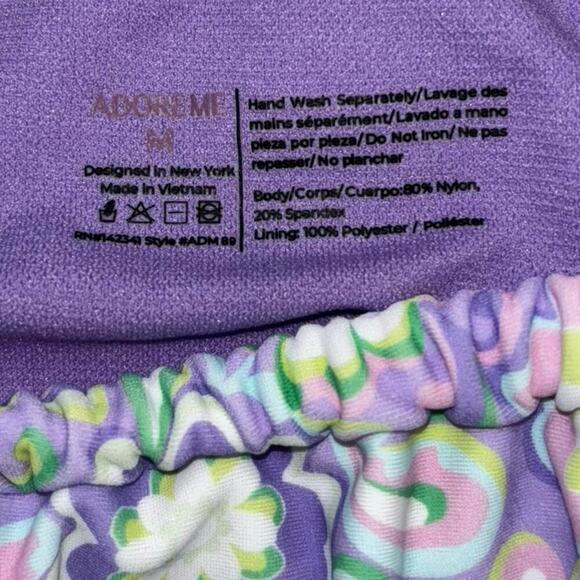 ADORE ME
M
Designed in New York
Made in Vietnam
RN#142341 Style #ADM 89
Hand Wash Separately/Lavage des
mains séparément/Lavado a mano
pieza por pieza/Do Not Iron/Ne pas
repasser/No planchar
Body/Corps/Cuerpo:80% Nylon,
20% Spandex
Lining: 100% Polyester / Poliéster